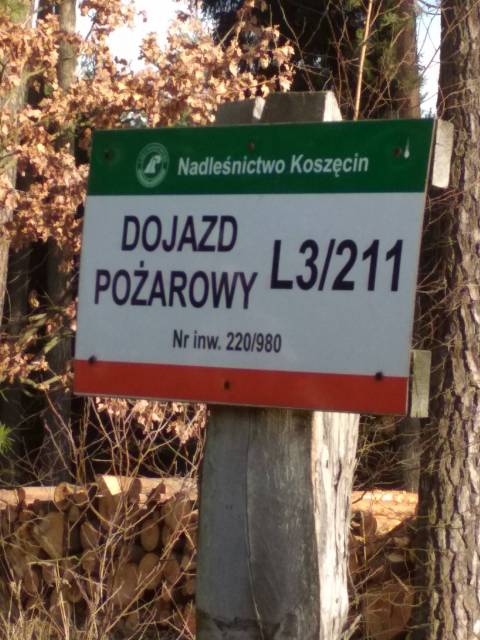 Nadleśnictwo Koszęcin
DOJAZD
POŻAROWY L3/211
Nr inw. 220/980